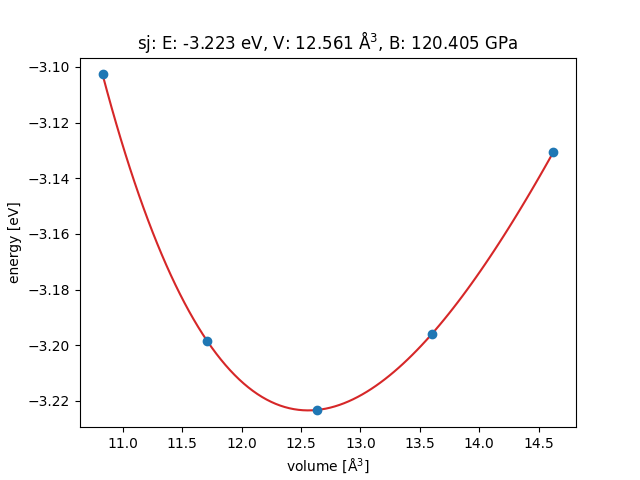 sj: E: -3.223 eV, V: 12.561 Å³, B: 120.405 GPa
−3.10
−3.12
−3.14
−3.16
−3.18
−3.20
−3.22
energy [eV]
11.0 11.5 12.0 12.5 13.0 13.5 14.0 14.5
volume [Å³]